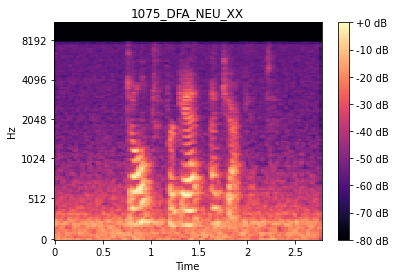 1075_DFA_NEU_XX
+0 dB
8192
-10 dB
4096
-20 dB
-30 dB
2048
-40 dB
Hz
1024
-50 dB
512
-60 dB
-70 dB
0
-80 dB
0 0.5 1 1.5 2 2.5
Time